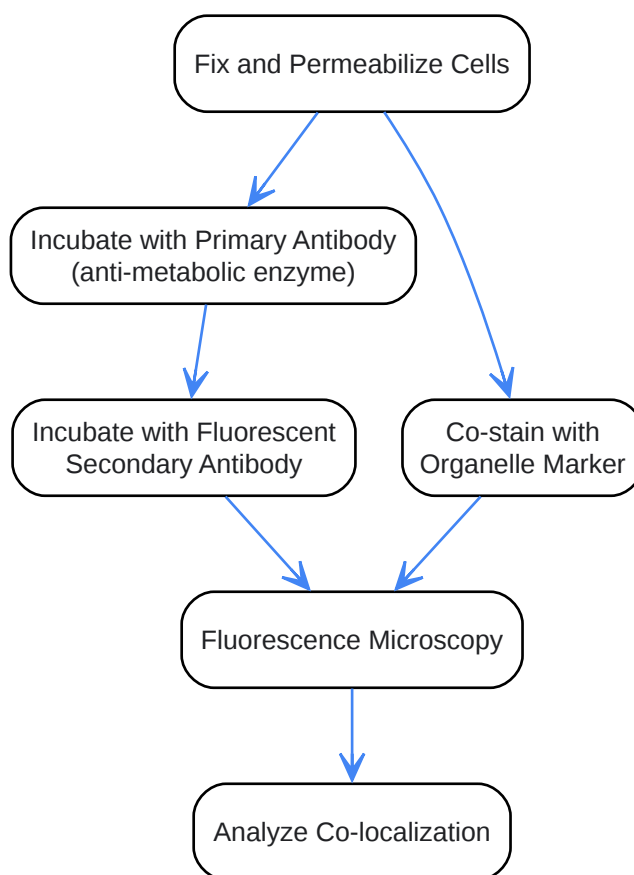 Fix and Permeabilize Cells
Incubate with Primary Antibody
(anti-metabolic enzyme)
Incubate with Fluorescent
Secondary Antibody
Co-stain with
Organelle Marker
Fluorescence Microscopy
Analyze Co-localization